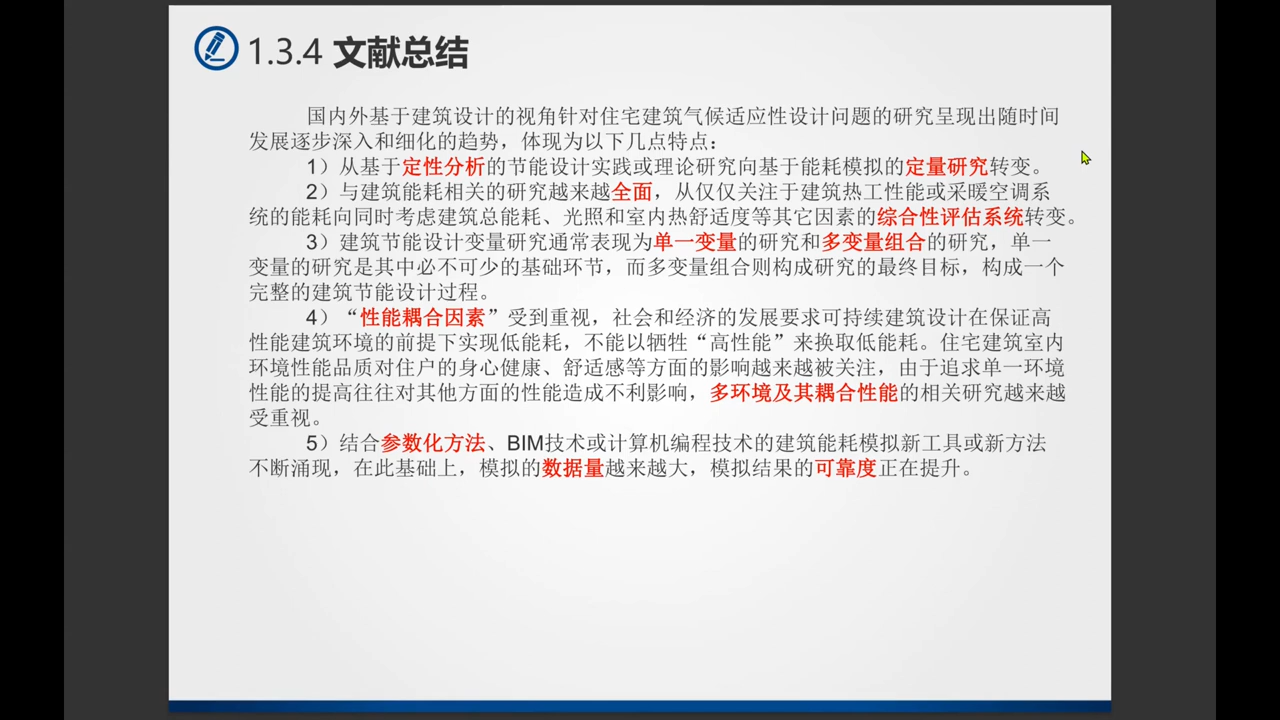 1.3.4 文献总结
国内外基于建筑设计的视角针对住宅建筑气候适应性设计问题的研究呈现出随时间
发展逐步深入和细化的趋势，体现为以下几点特点：
1）从基于定性分析的节能设计实践或理论研究向基于能耗模拟的定量研究转变。
2）与建筑能耗相关的研究越来越全面，从仅仅关注于建筑热工性能或采暖空调系
统的能耗向同时考虑建筑总能耗、光照和室内热舒适度等其它因素的综合性评估系统转变。
3）建筑节能设计变量研究通常表现为单一变量的研究和多变量组合的研究，单一
变量的研究是其中必不可少的基础环节，而多变量组合则构成研究的最终目标，构成一个
完整的建筑节能设计过程。
4）“性能耦合因素”受到重视，社会和经济的发展要求可持续建筑设计在保证高
性能建筑环境的前提下实现低能耗，不能以牺牲“高性能”来换取低能耗。住宅建筑室内
环境性能品质对住户的身心健康、舒适感等方面的影响越来越被关注，由于追求单一环境
性能的提高往往对其他方面的性能造成不利影响，多环境及其耦合性能的相关研究越来越
受重视。
5）结合参数化方法、BIM技术或计算机编程技术的建筑能耗模拟新工具或新方法
不断涌现，在此基础上，模拟的数据量越来越大，模拟结果的可靠度正在提升。